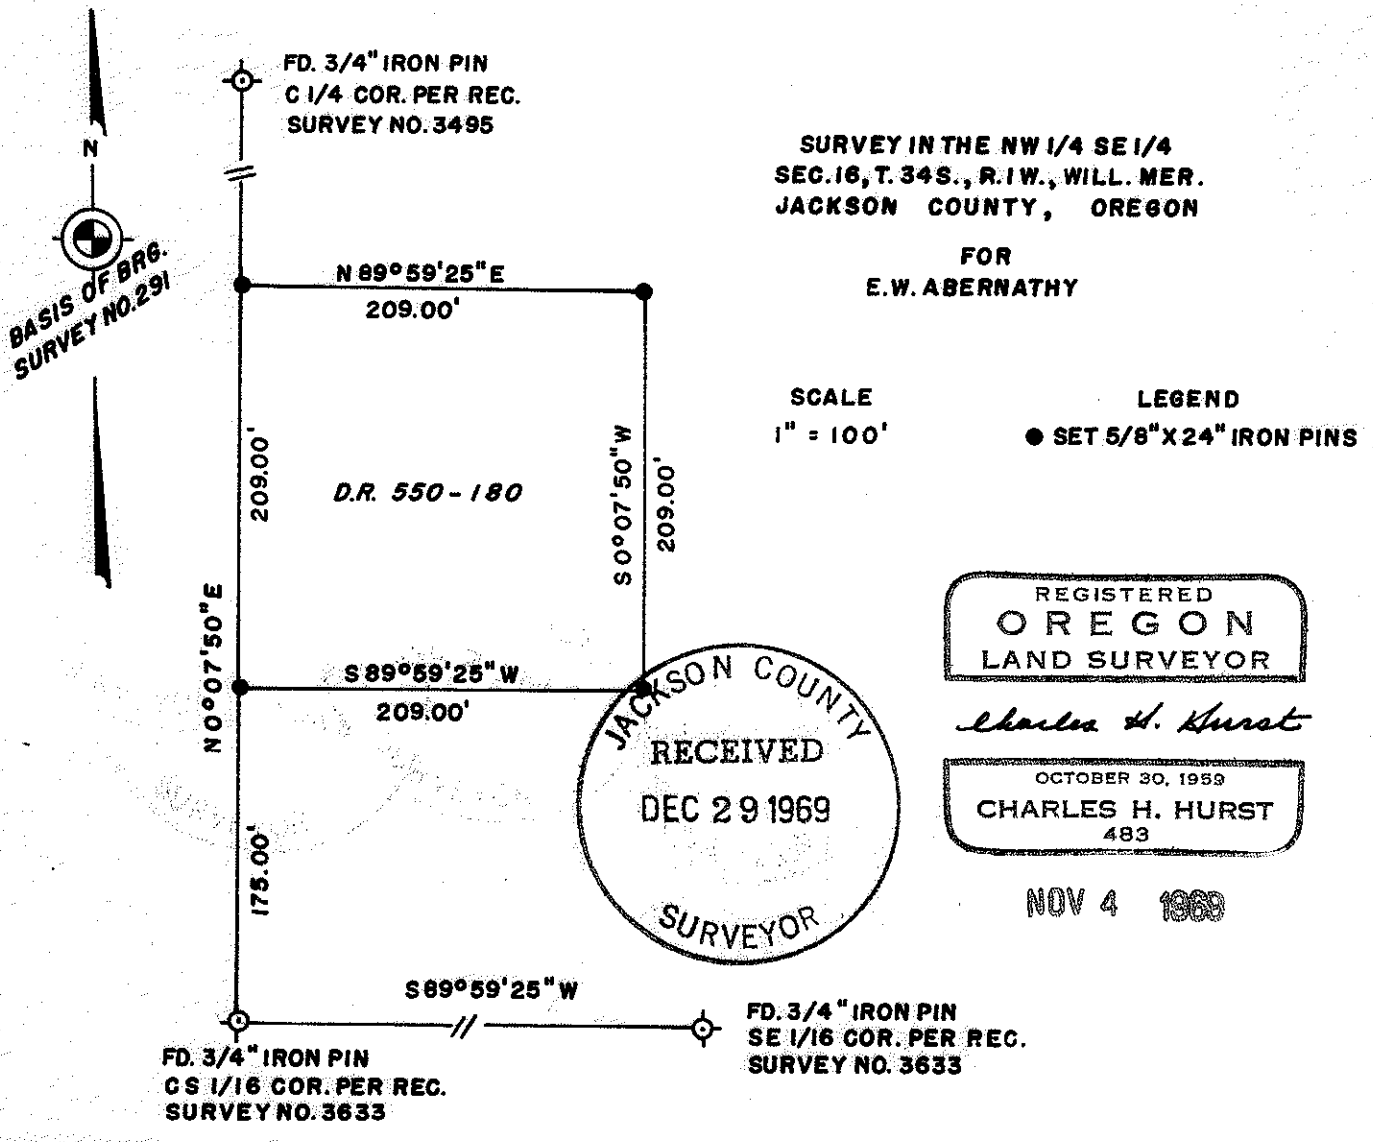 FD. 3/4" IRON PIN
C 1/4 COR. PER REC.
SURVEY NO. 3495
N
BASIS OF BRG.
SURVEY NO. 291
SURVEY IN THE NW 1/4 SE 1/4
SEC. 16, T. 34S., R. 1 W., WILL. MER.
JACKSON COUNTY, OREGON
FOR
E.W. ABERNATHY
SCALE
1" = 100'
LEGEND
SET 5/8" X 24" IRON PINS
N 89°59'25" E
209.00'
209.00'
D.R. 550-180
S 0°07'50" W
209.00'
N 0°07'50" E
S 89°59'25" W
209.00'
175.00'
JACKSON COUNTY
RECEIVED
DEC 29 1969
SURVEYOR
REGISTERED
OREGON
LAND SURVEYOR
Charles H. Hurst
OCTOBER 30, 1959
CHARLES H. HURST
483
NOV 4 1969
S 89°59'25" W
FD. 3/4" IRON PIN
CS 1/16 COR. PER REC.
SURVEY NO. 3633
FD. 3/4" IRON PIN
SE 1/16 COR. PER REC.
SURVEY NO. 3633